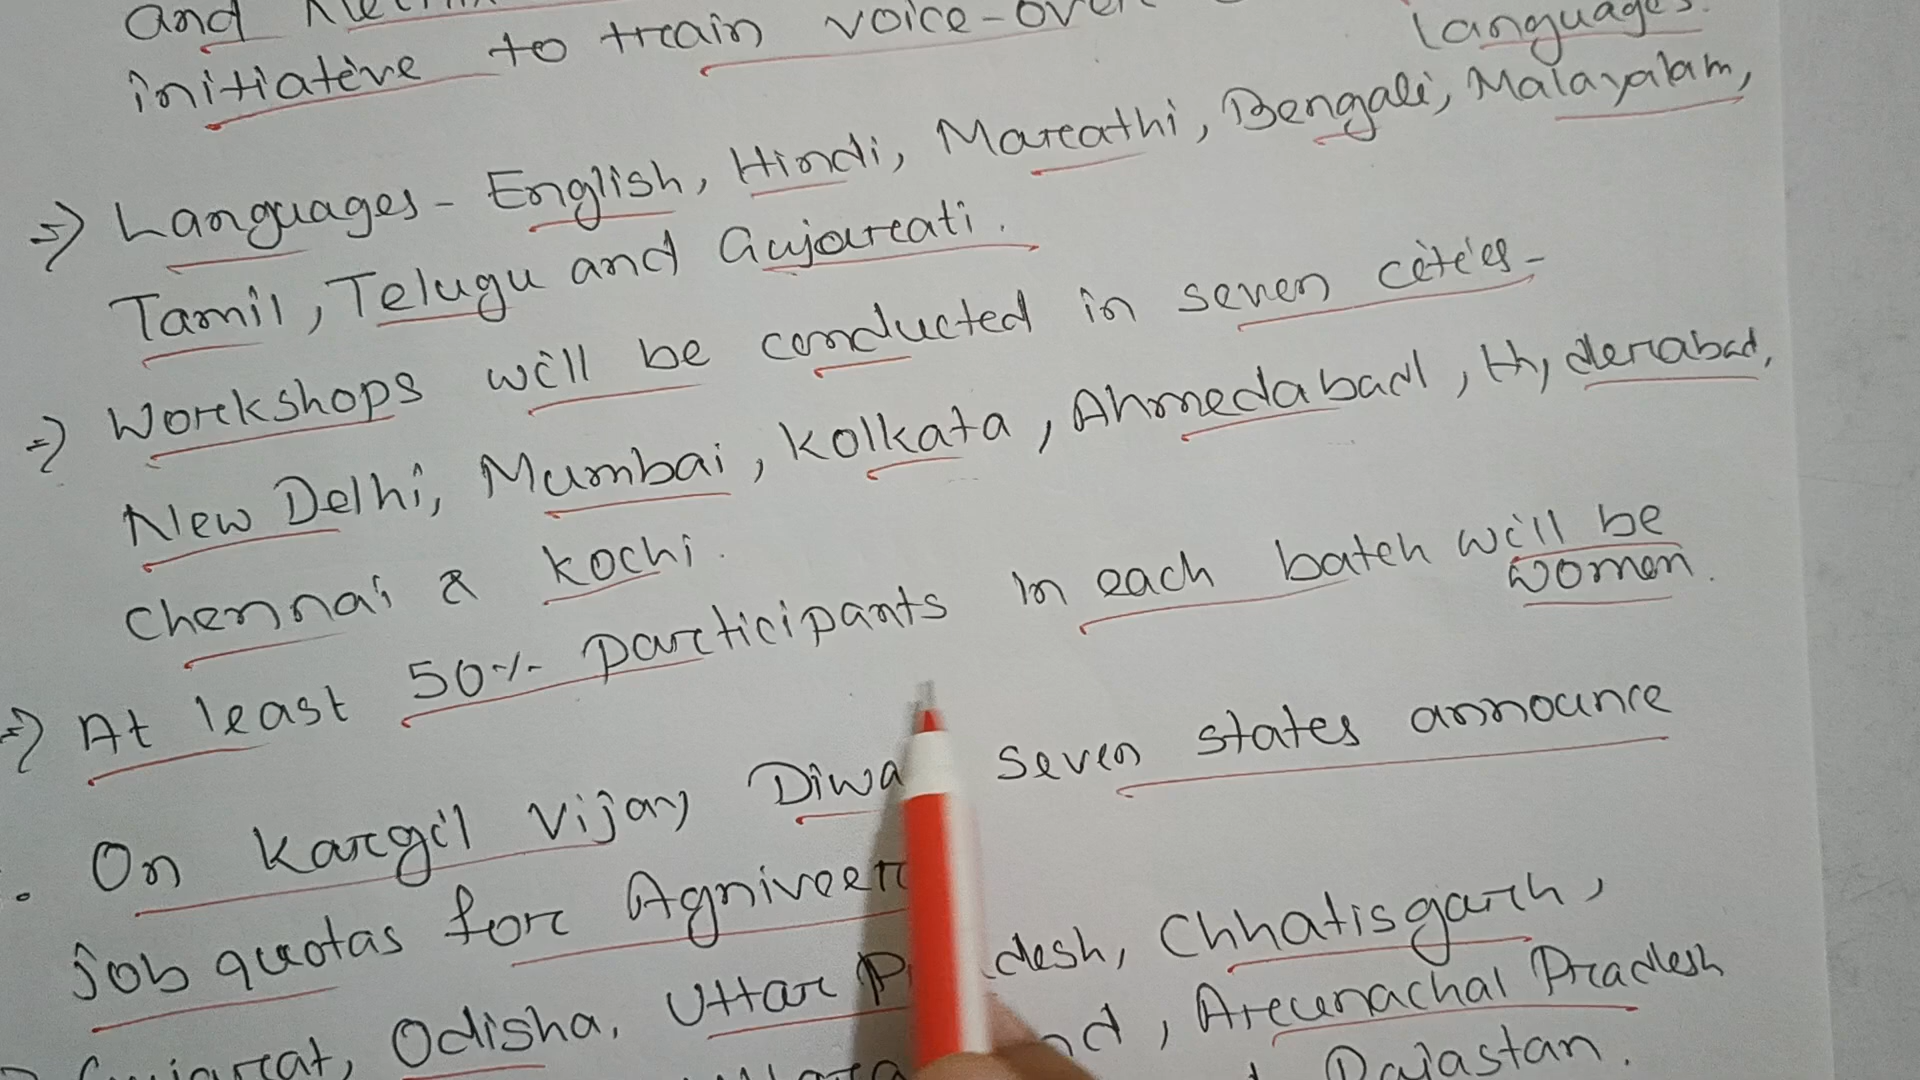 and
initiative to train voice-over languages.
=> Languages - English, Hindi, Marathi, Bengali, Malayalam,
Tamil, Telugu and Gujarati.
=> Workshops will be conducted in seven cities -
New Delhi, Mumbai, Kolkata, Ahmedabad, Hyderabad,
Chennai & Kochi.
=> At least 50% participants in each batch will be women.
. On Kargil Vijay Diwa seven states announce
job quotas for Agniveer
Odisha, Uttar P desh, Chhatisgarh,
nd, Arunachal Pradesh
Rajastan.